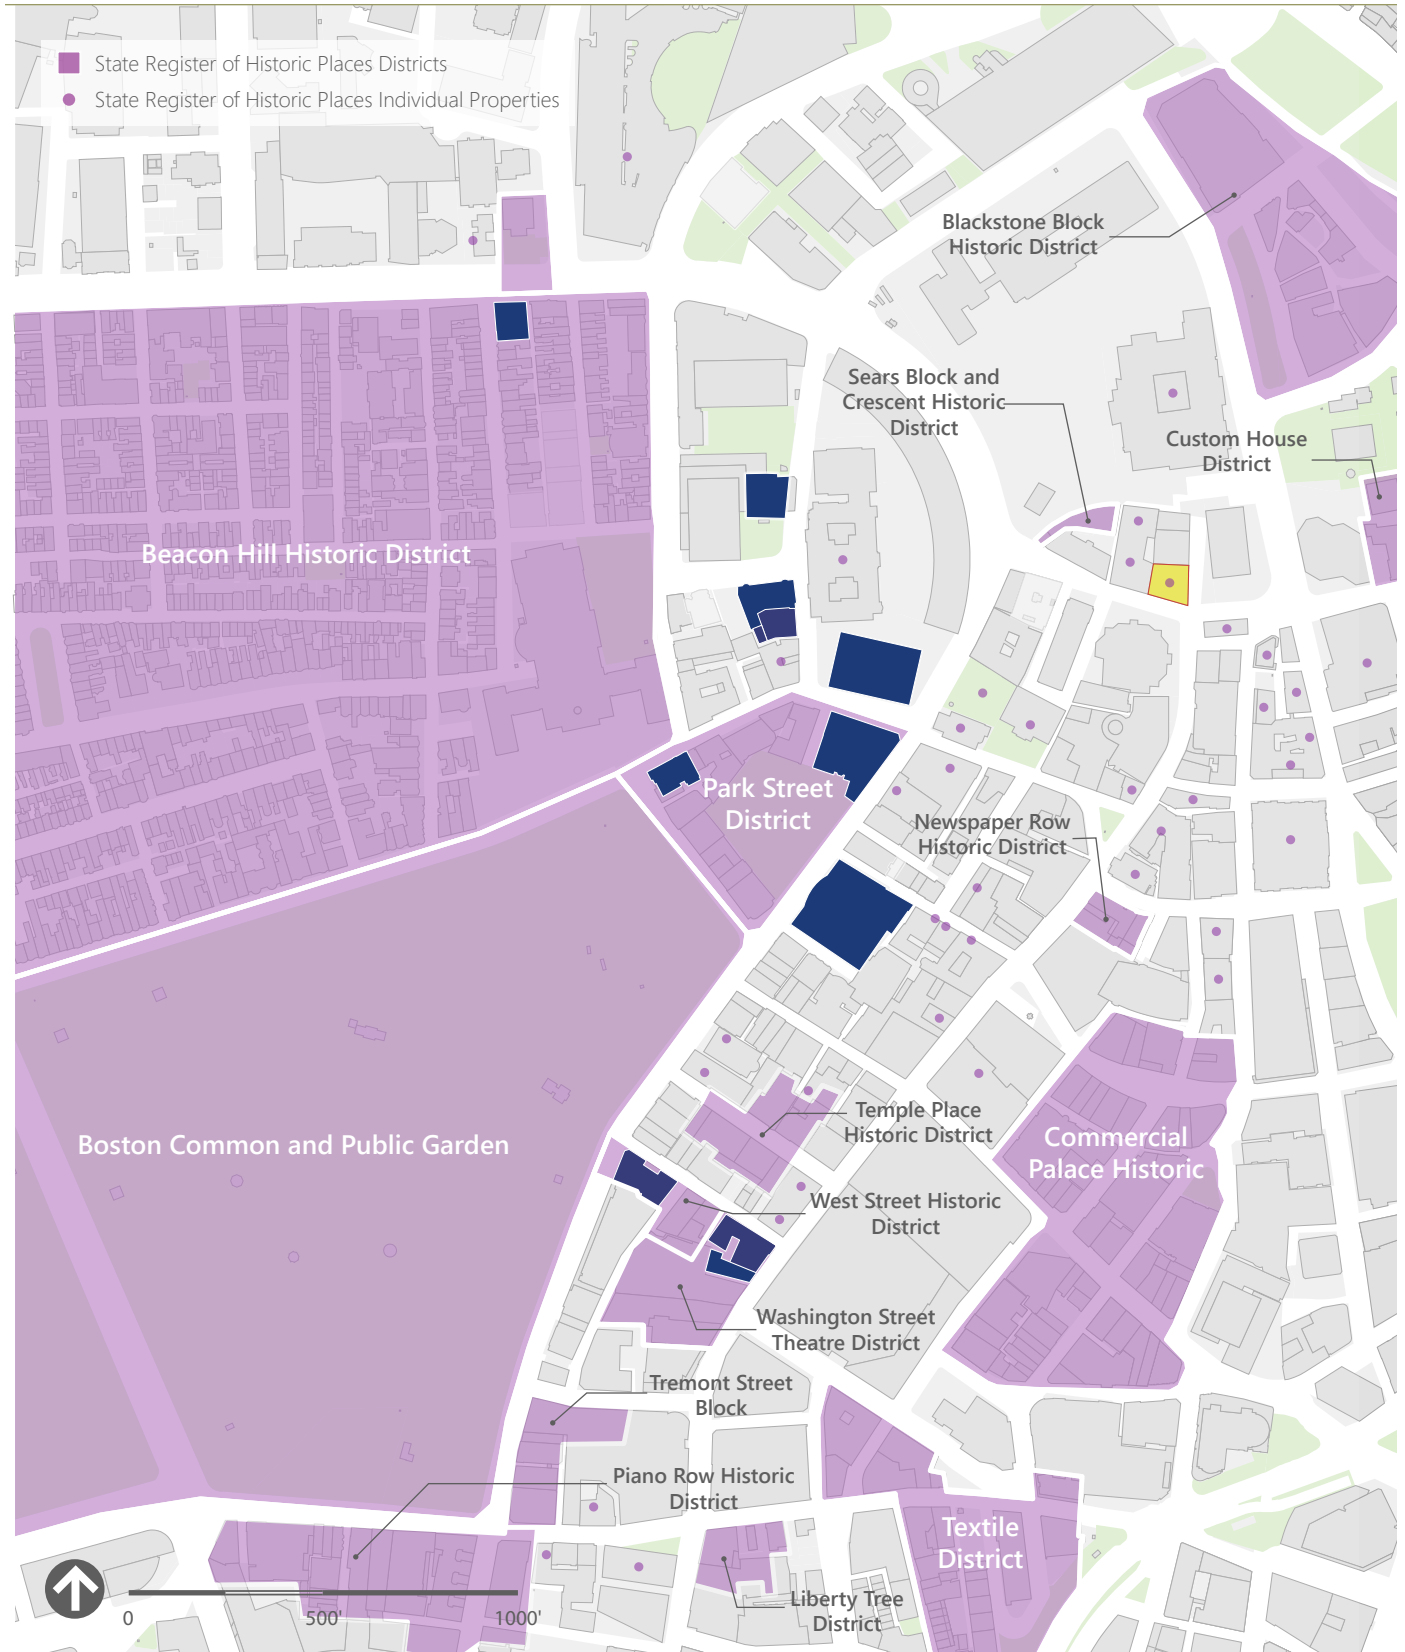 State Register of Historic Places Districts
State Register of Historic Places Individual Properties
Blackstone Block
Historic District
Sears Block and
Crescent Historic
District
Custom House
District
Beacon Hill Historic District
Park Street
District
Newspaper Row
Historic District
Temple Place
Historic District
Boston Common and Public Garden
Commercial
Palace Historic
West Street Historic
District
Washington Street
Theatre District
Tremont Street
Block
Piano Row Historic
District
Textile
District
Liberty Tree
District
0
500'
1000'